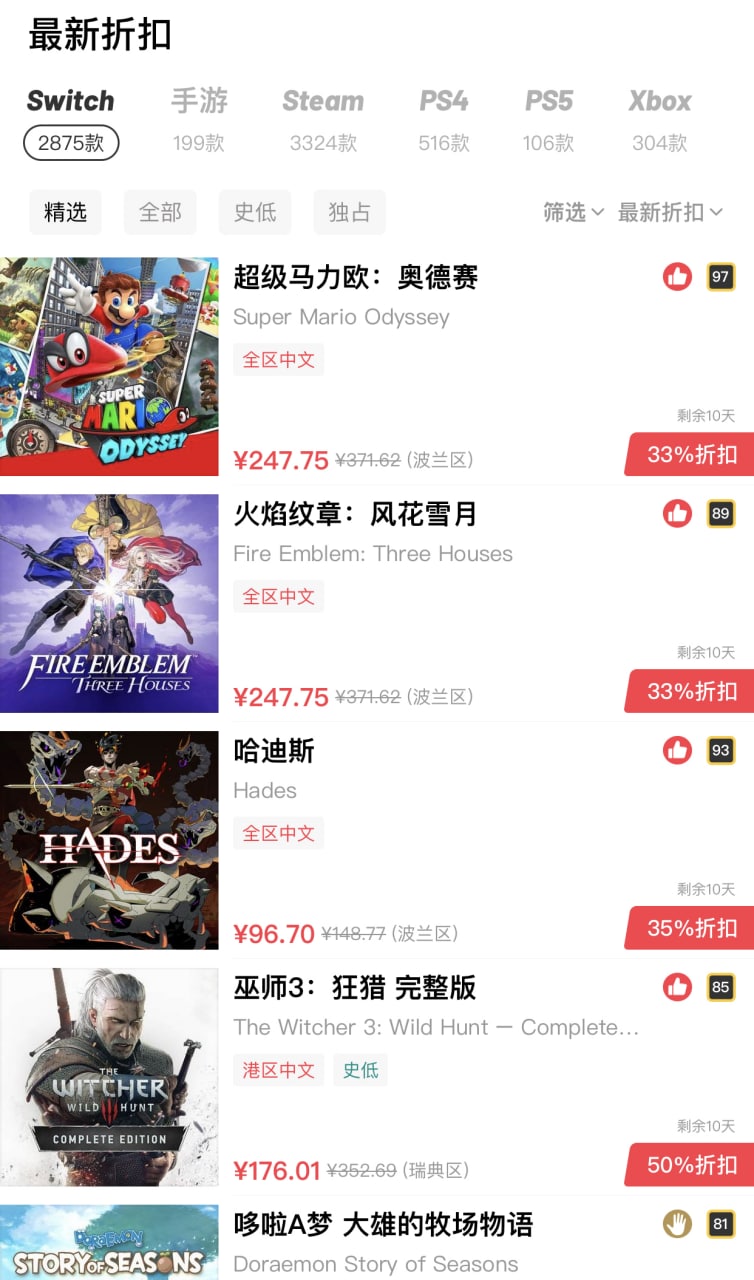 最新折扣
Switch 手游 Steam PS4 PS5 Xbox
2875款 199款 3324款 516款 106款 304款
精选 全部 史低 独占 筛选 最新折扣
超级马力欧：奥德赛 97
Super Mario Odyssey
全区中文
剩余10天
¥247.75 ¥371.62 (波兰区) 33%折扣
SUPER
MARIO
ODYSSEY
火焰纹章：风花雪月 89
Fire Emblem: Three Houses
全区中文
剩余10天
¥247.75 ¥371.62 (波兰区) 33%折扣
FIRE EMBLEM
THREE HOUSES
哈迪斯 93
Hades
全区中文
剩余10天
¥96.70 ¥148.77 (波兰区) 35%折扣
HADES
巫师3：狂猎 完整版 85
The Witcher 3: Wild Hunt – Complete...
港区中文 史低
剩余10天
¥176.01 ¥352.69 (瑞典区) 50%折扣
THE
WITCHER
WILD HUNT
COMPLETE EDITION
哆啦A梦 大雄的牧场物语 81
Doraemon Story of Seasons
DORAEMON
STORY OF SEASONS